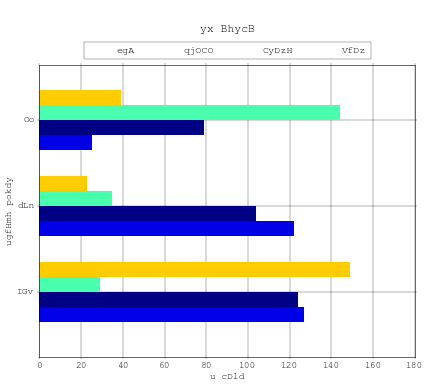 yx BhycB
egA qjOCO CyDzH VfDz
Oo
dLn
IGv
ugfHmh pokdy
0 20 40 60 80 100 120 140 160 180
u cDld